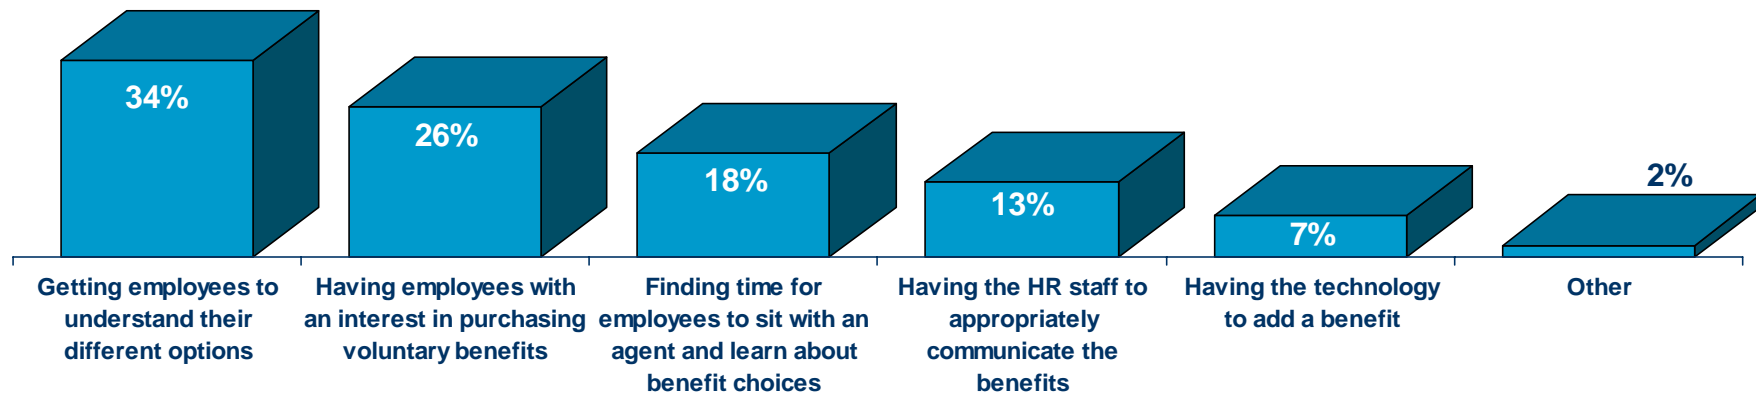 34%
26%
18%
13%
7%
2%
Getting employees to
understand their
different options
Having employees with
an interest in purchasing
voluntary benefits
Finding time for
employees to sit with an
agent and learn about
benefit choices
Having the HR staff to
appropriately
communicate the
benefits
Having the technology
to add a benefit
Other